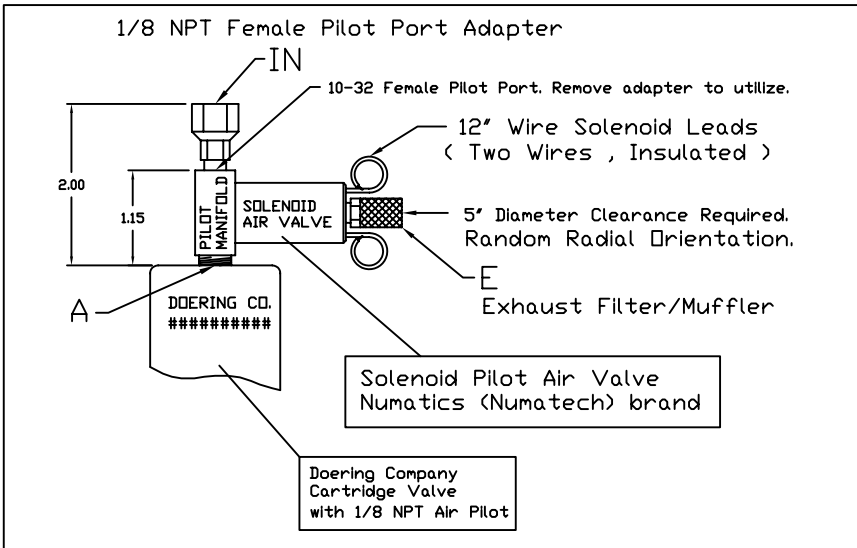 1/8 NPT Female Pilot Port Adapter
IN
10-32 Female Pilot Port. Remove adapter to utilize.
12" Wire Solenoid Leads
( Two Wires , Insulated )
2.00
1.15
PILOT
MANIFOLD
SOLENOID
AIR VALVE
5" Diameter Clearance Required.
Random Radial Orientation.
A
E
Exhaust Filter/Muffler
DOERING CO.
##########
Solenoid Pilot Air Valve
Numatics (Numatech) brand
Doering Company
Cartridge Valve
with 1/8 NPT Air Pilot